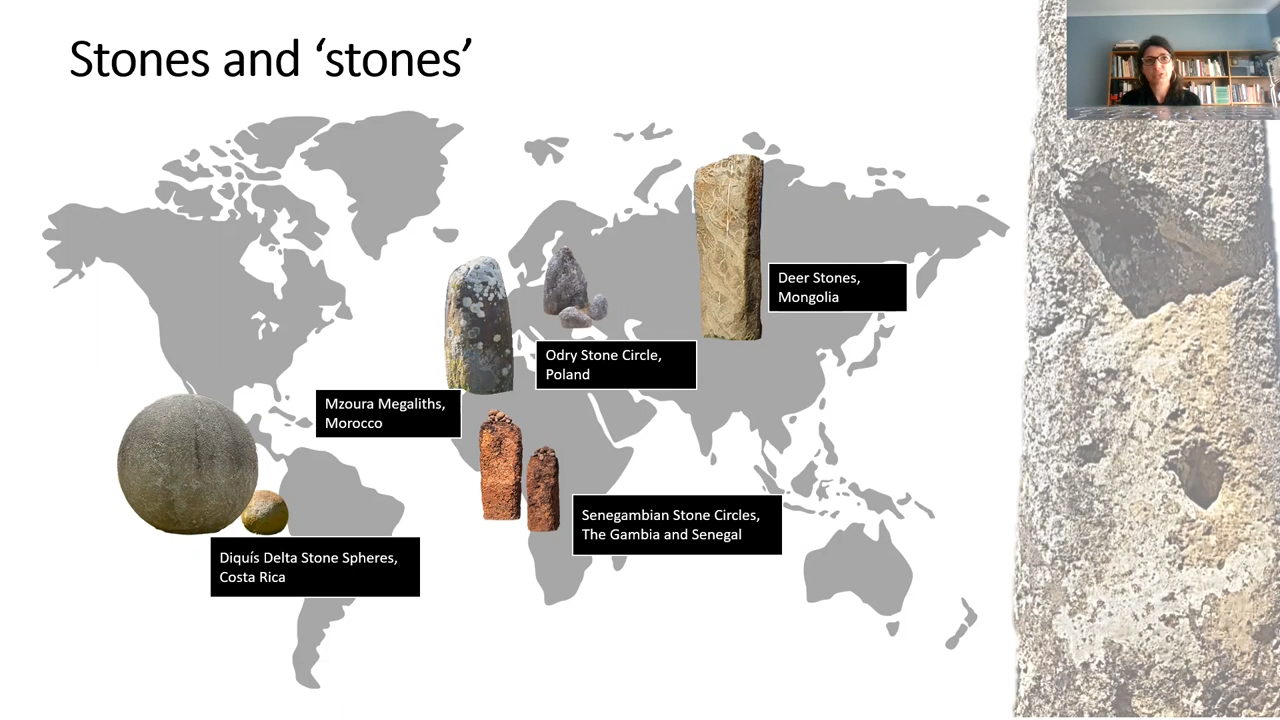 Stones and ‘stones’
Deer Stones,
Mongolia
Odry Stone Circle,
Poland
Mzoura Megaliths,
Morocco
Senegambian Stone Circles,
The Gambia and Senegal
Diquís Delta Stone Spheres,
Costa Rica